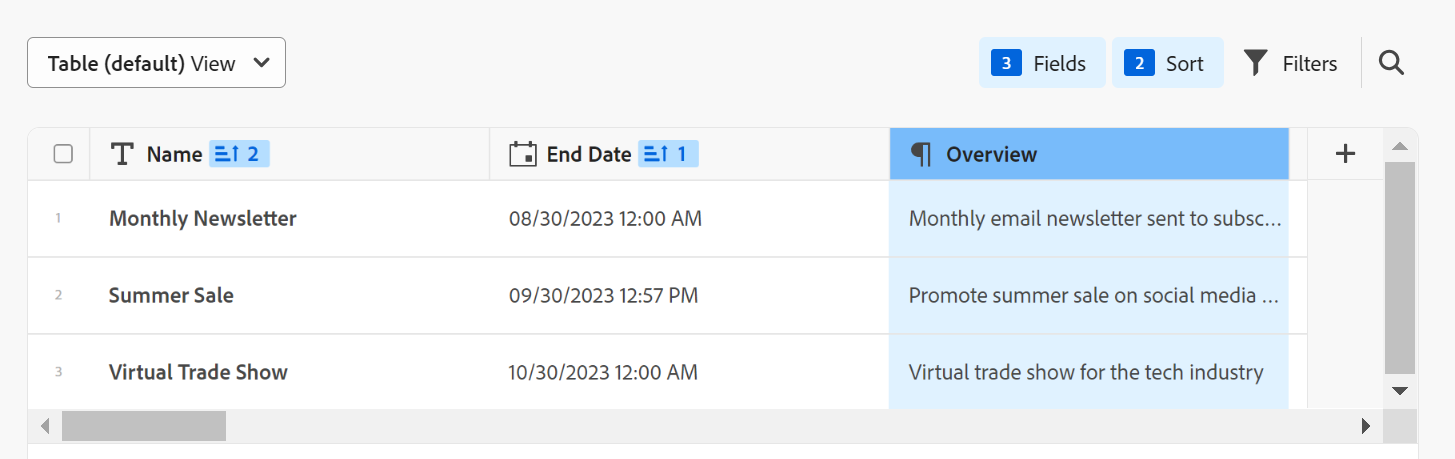 Table (default) View 3 Fields 2 Sort Filters
Name 2 End Date 1 Overview
1 Monthly Newsletter 08/30/2023 12:00 AM Monthly email newsletter sent to subsc...
2 Summer Sale 09/30/2023 12:57 PM Promote summer sale on social media ...
3 Virtual Trade Show 10/30/2023 12:00 AM Virtual trade show for the tech industry